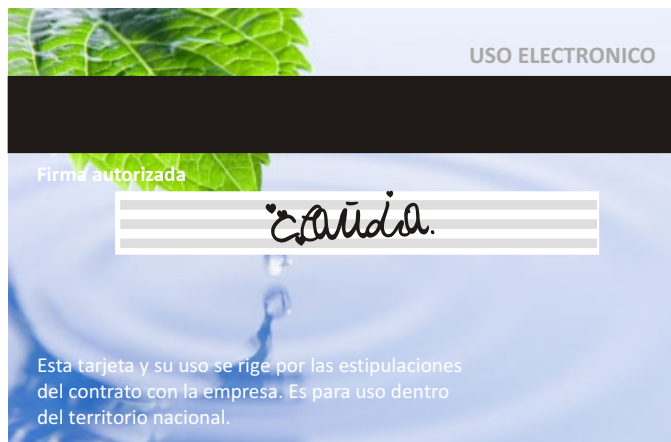 USO ELECTRONICO
Firma autorizada
Claudia.
Esta tarjeta y su uso se rige por las estipulaciones
del contrato con la empresa. Es para uso dentro
del territorio nacional.